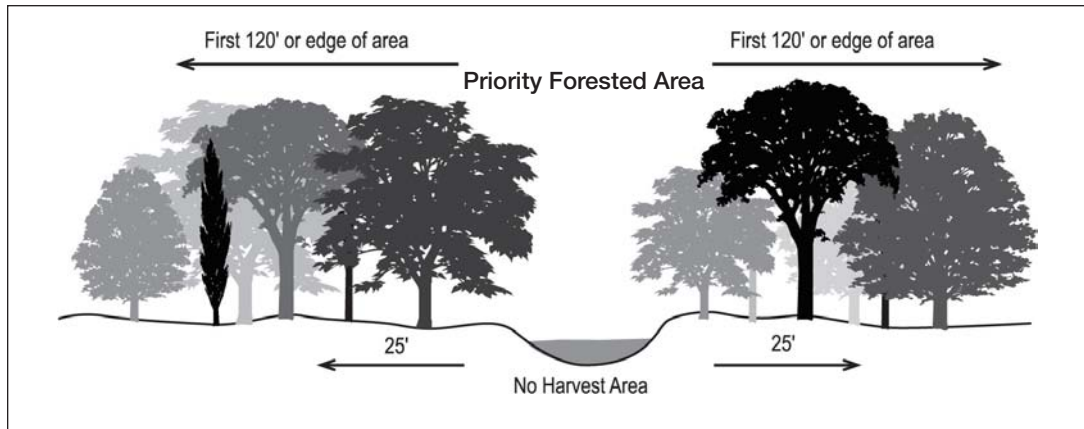 First 120' or edge of area
First 120' or edge of area
Priority Forested Area
25'
25'
No Harvest Area